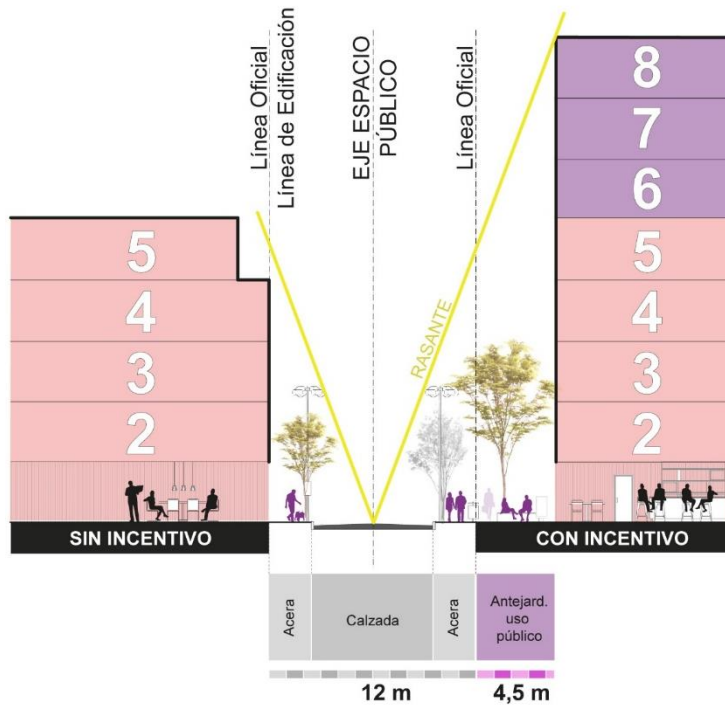 Línea Oficial
Línea de Edificación
EJE ESPACIO
PÚBLICO
Línea Oficial
8
7
6
5
4
3
2
5
4
3
2
RASANTE
SIN INCENTIVO
CON INCENTIVO
Acera
Calzada
Acera
Antejard.
uso
público
12 m
4,5 m